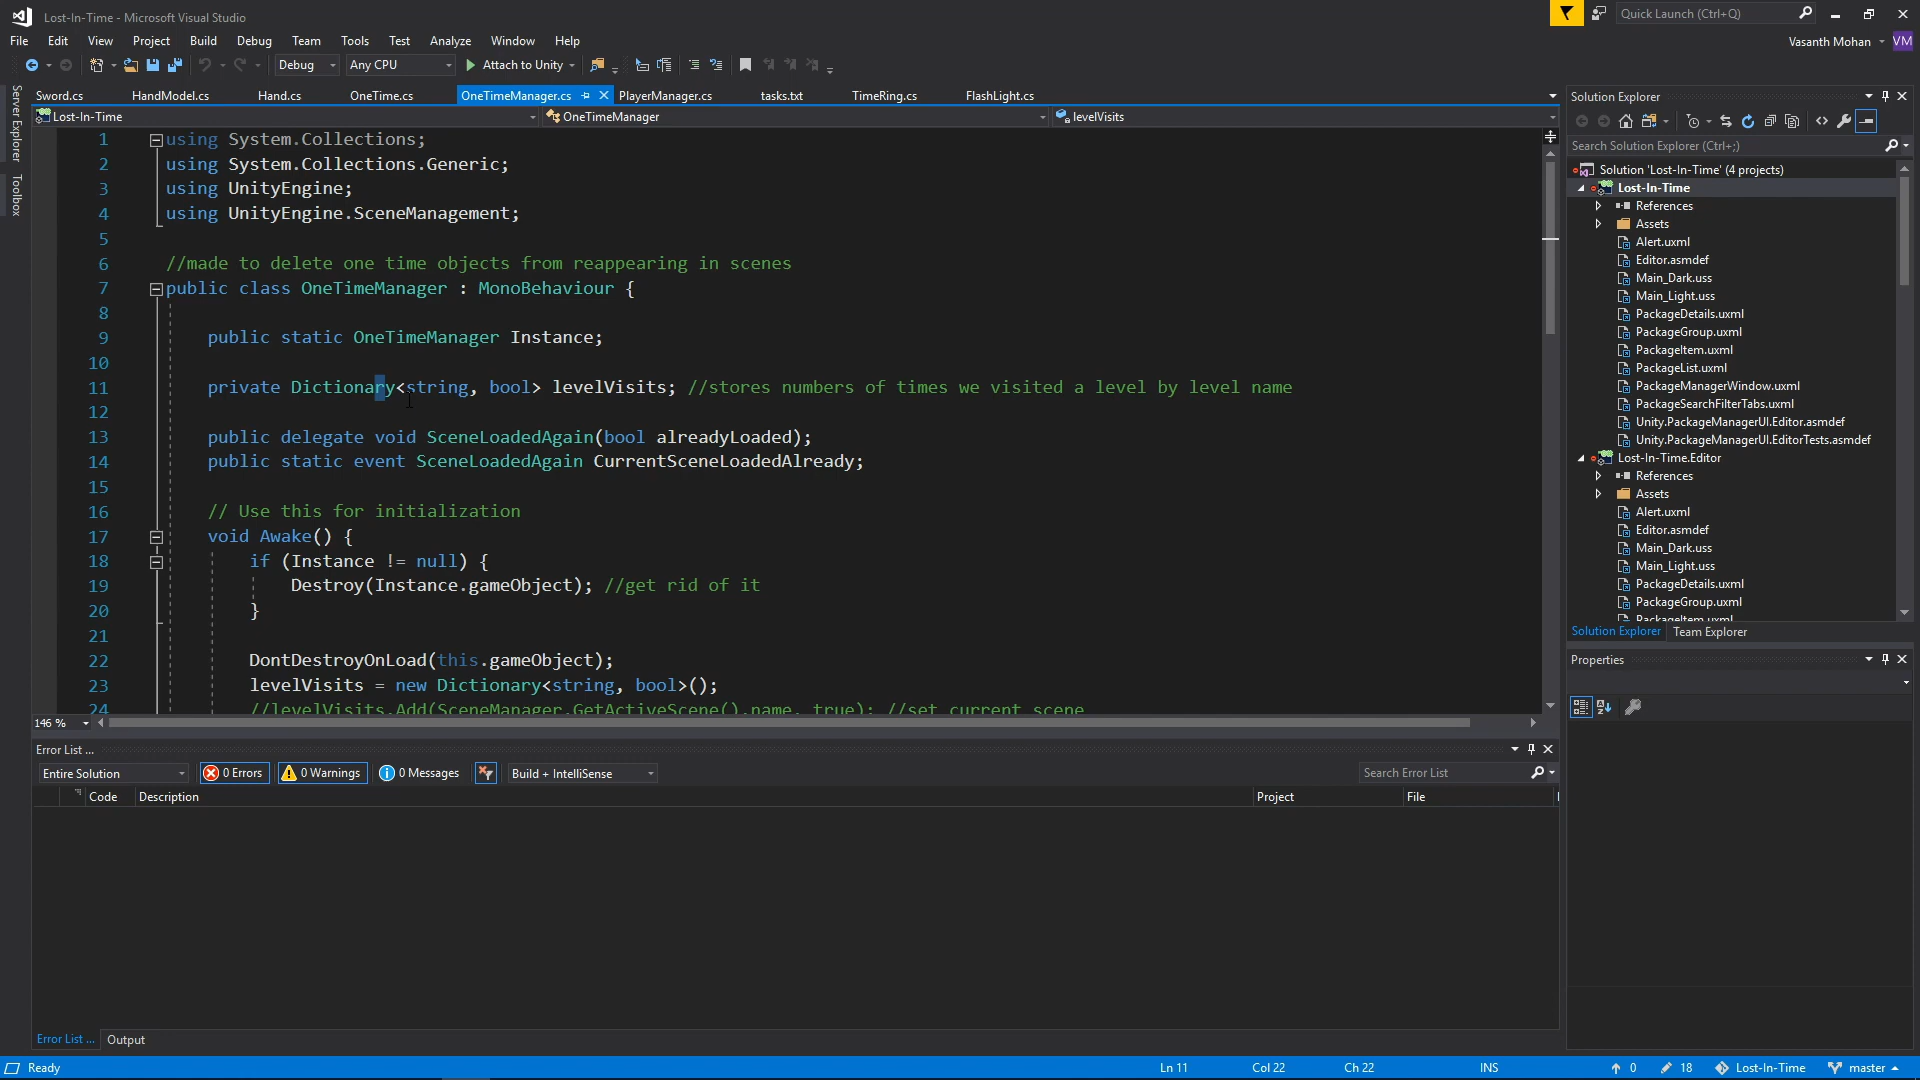 Lost-In-Time - Microsoft Visual Studio
Quick Launch (Ctrl+Q)
File Edit View Project Build Debug Team Tools Test Analyze Window Help
Vasanth Mohan VM
Debug Any CPU Attach to Unity
Server Explorer
Toolbox
Sword.cs HandModel.cs Hand.cs OneTime.cs OneTimeManager.cs PlayerManager.cs tasks.txt TimeRing.cs FlashLight.cs
Lost-In-Time OneTimeManager levelVisits
1 using System.Collections;
2 using System.Collections.Generic;
3 using UnityEngine;
4 using UnityEngine.SceneManagement;
5
6 //made to delete one time objects from reappearing in scenes
7 public class OneTimeManager : MonoBehaviour {
8
9 public static OneTimeManager Instance;
10
11 private Dictionary<string, bool> levelVisits; //stores numbers of times we visited a level by level name
12
13 public delegate void SceneLoadedAgain(bool alreadyLoaded);
14 public static event SceneLoadedAgain CurrentSceneLoadedAlready;
15
16 // Use this for initialization
17 void Awake() {
18 if (Instance != null) {
19 Destroy(Instance.gameObject); //get rid of it
20 }
21
22 DontDestroyOnLoad(this.gameObject);
23 levelVisits = new Dictionary<string, bool>();
24 //levelVisits.Add(SceneManager.GetActiveScene().name, true); //set current scene
146 %
Error List ...
Entire Solution 0 Errors 0 Warnings 0 Messages Build + IntelliSense Search Error List
Code Description Project File
Error List ... Output
Solution Explorer
Search Solution Explorer (Ctrl+;)
Solution 'Lost-In-Time' (4 projects)
Lost-In-Time
References
Assets
Alert.uxml
Editor.asmdef
Main_Dark.uss
Main_Light.uss
PackageDetails.uxml
PackageGroup.uxml
PackageItem.uxml
PackageList.uxml
PackageManagerWindow.uxml
PackageSearchFilterTabs.uxml
Unity.PackageManagerUI.Editor.asmdef
Unity.PackageManagerUI.EditorTests.asmdef
Lost-In-Time.Editor
References
Assets
Alert.uxml
Editor.asmdef
Main_Dark.uss
Main_Light.uss
PackageDetails.uxml
PackageGroup.uxml
PackageItem.uxml
Solution Explorer Team Explorer
Properties
Ready Ln 11 Col 22 Ch 22 INS 0 18 Lost-In-Time master